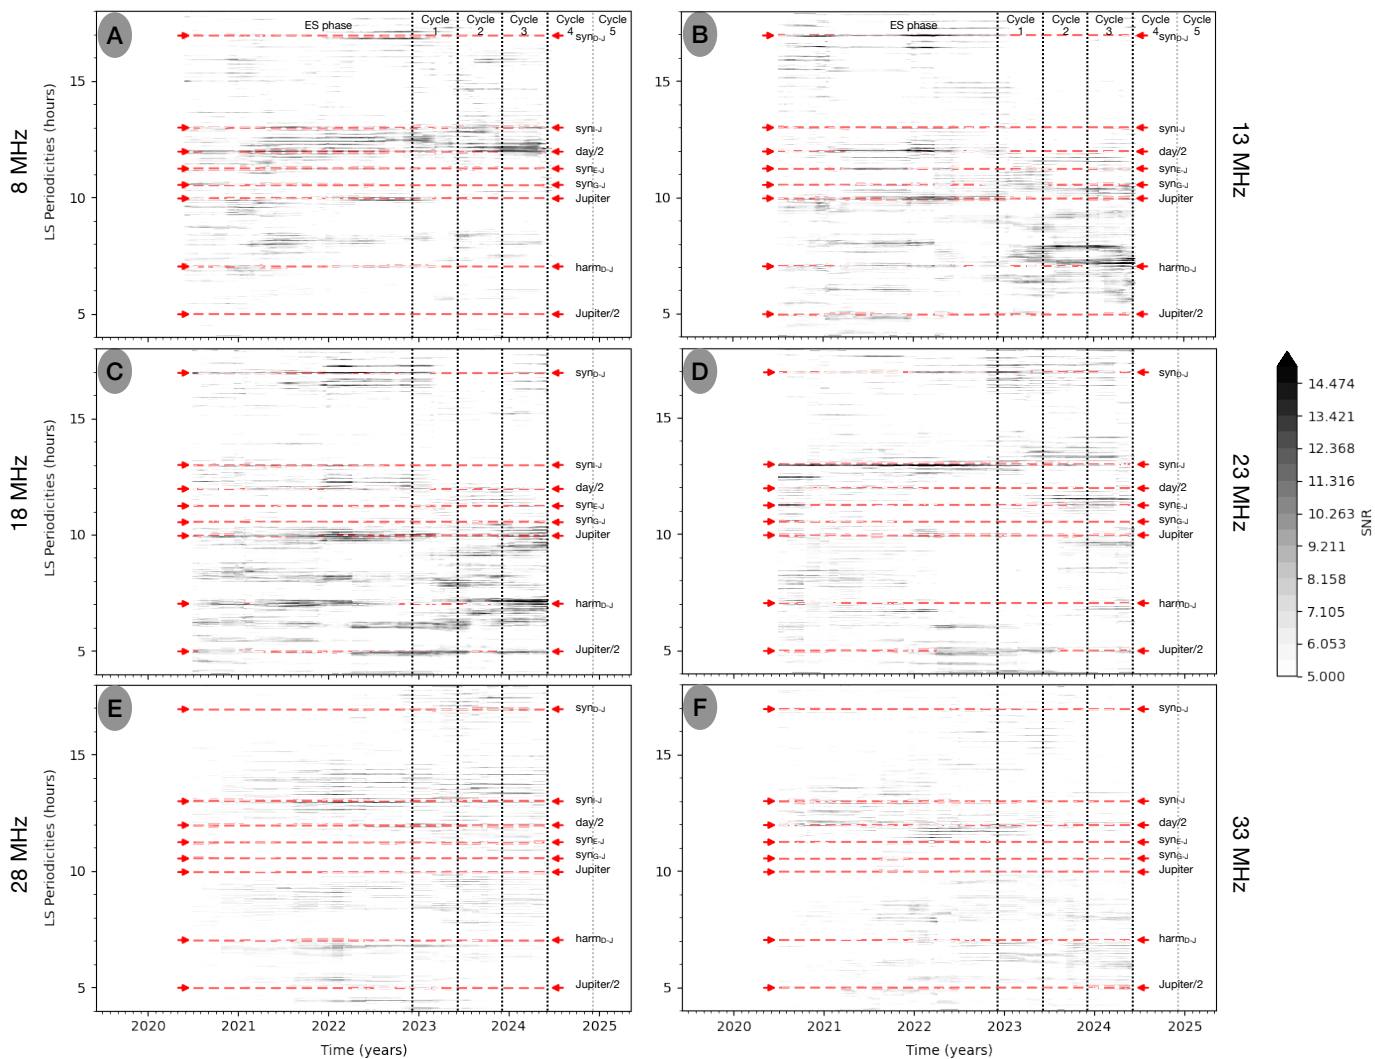 A
ES phase
Cycle 1
Cycle 2
Cycle 3
Cycle 4
Cycle 5
8 MHz
LS Periodicities (hours)
15
10
5
synD-J
synI-J
day/2
synE-J
synG-J
Jupiter
harmD-J
Jupiter/2
B
ES phase
Cycle 1
Cycle 2
Cycle 3
Cycle 4
Cycle 5
13 MHz
15
10
5
synD-J
synI-J
day/2
synE-J
synG-J
Jupiter
harmD-J
Jupiter/2
C
18 MHz
LS Periodicities (hours)
15
10
5
synD-J
synI-J
day/2
synE-J
synG-J
Jupiter
harmD-J
Jupiter/2
D
23 MHz
15
10
5
synD-J
synI-J
day/2
synE-J
synG-J
Jupiter
harmD-J
Jupiter/2
14.474
13.421
12.368
11.316
10.263
9.211
8.158
7.105
6.053
5.000
SNR
E
28 MHz
LS Periodicities (hours)
15
10
5
synD-J
synI-J
day/2
synE-J
synG-J
Jupiter
harmD-J
Jupiter/2
2020 2021 2022 2023 2024 2025
Time (years)
F
33 MHz
15
10
5
synD-J
synI-J
day/2
synE-J
synG-J
Jupiter
harmD-J
Jupiter/2
2020 2021 2022 2023 2024 2025
Time (years)